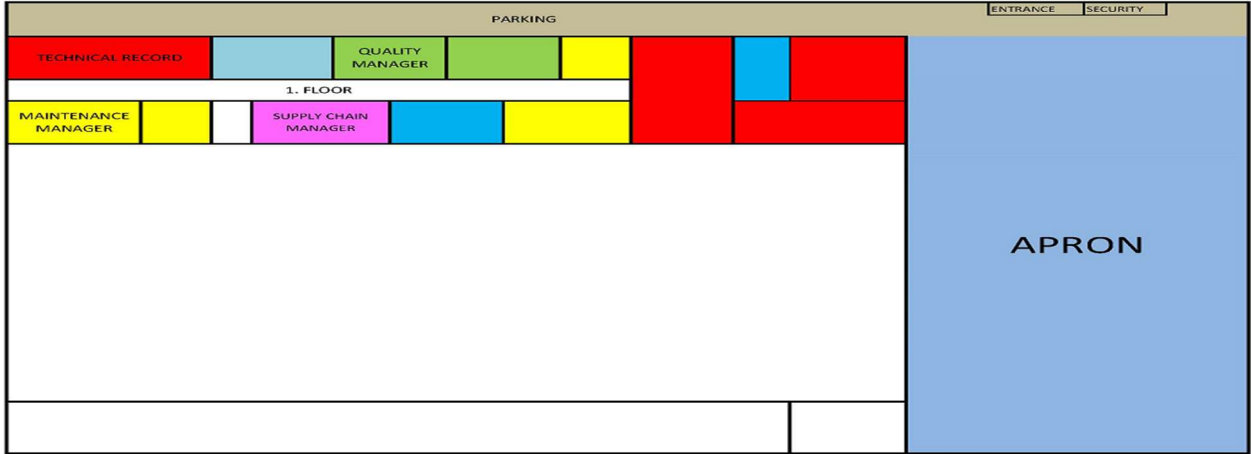 PARKING
ENTRANCE
SECURITY
TECHNICAL RECORD
QUALITY
MANAGER
1. FLOOR
MAINTENANCE
MANAGER
SUPPLY CHAIN
MANAGER
APRON